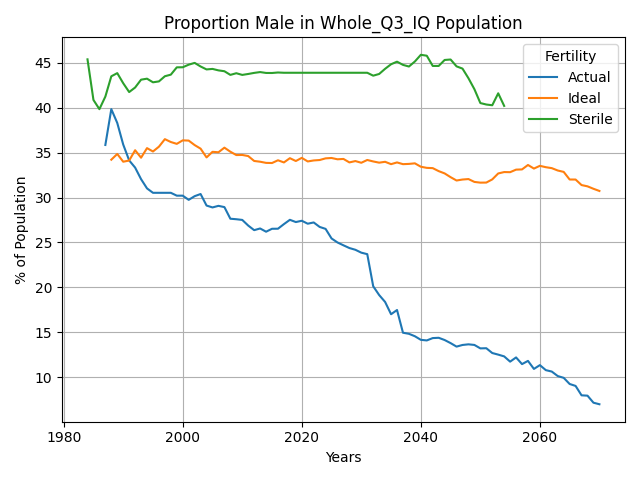 Proportion Male in Whole_Q3_IQ Population
% of Population
45
40
35
30
25
20
15
10
Fertility
Actual
Ideal
Sterile
1980
2000
2020
2040
2060
Years